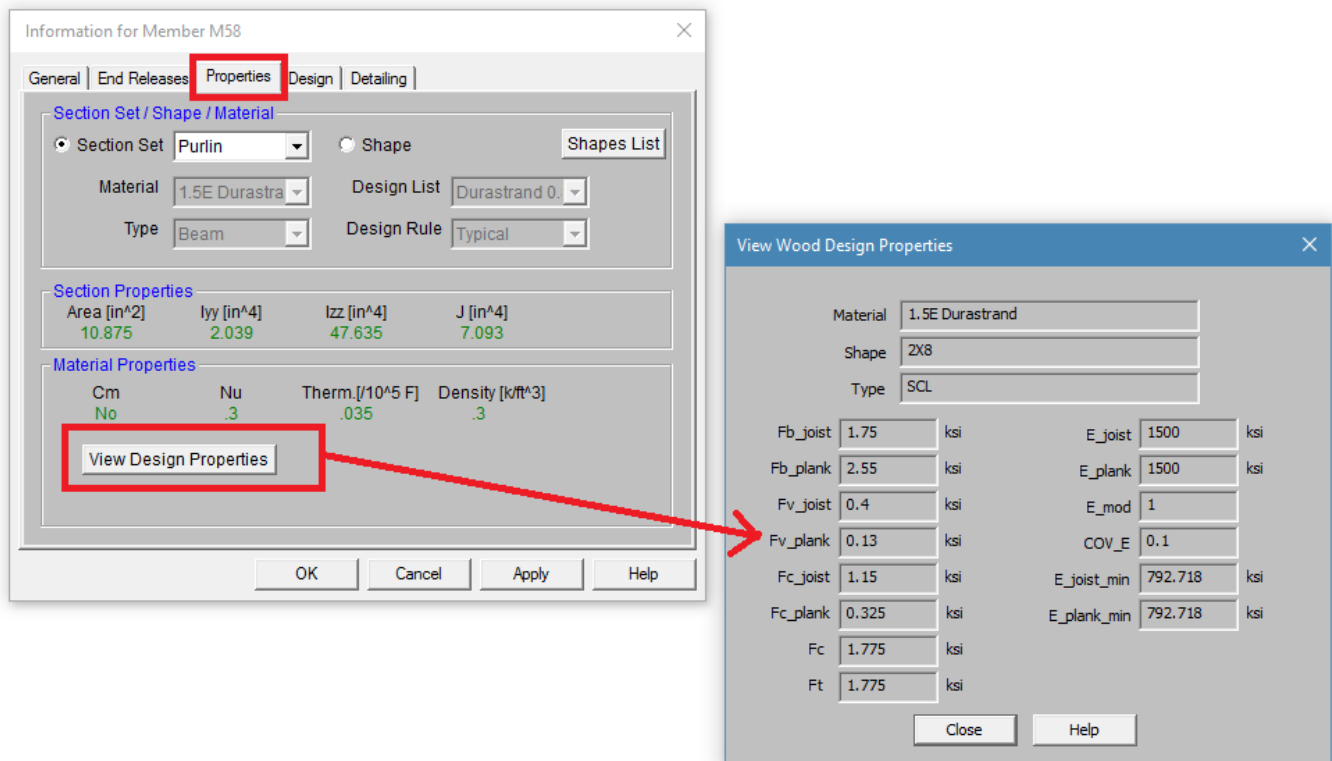 Information for Member M58
General End Releases Properties Design Detailing
Section Set / Shape / Material
Section Set Purlin Shape Shapes List
Material 1.5E Durastra Design List Durastrand 0.
Type Beam Design Rule Typical
Section Properties
Area [in^2] Iyy [in^4] Izz [in^4] J [in^4]
10.875 2.039 47.635 7.093
Material Properties
Cm Nu Therm.[/10^5 F] Density [k/ft^3]
No .3 .035 .3
View Design Properties
OK Cancel Apply Help
View Wood Design Properties
Material 1.5E Durastrand
Shape 2X8
Type SCL
Fb_joist 1.75 ksi E_joist 1500 ksi
Fb_plank 2.55 ksi E_plank 1500 ksi
Fv_joist 0.4 ksi E_mod 1
Fv_plank 0.13 ksi COV_E 0.1
Fc_joist 1.15 ksi E_joist_min 792.718 ksi
Fc_plank 0.325 ksi E_plank_min 792.718 ksi
Fc 1.775 ksi
Ft 1.775 ksi
Close Help